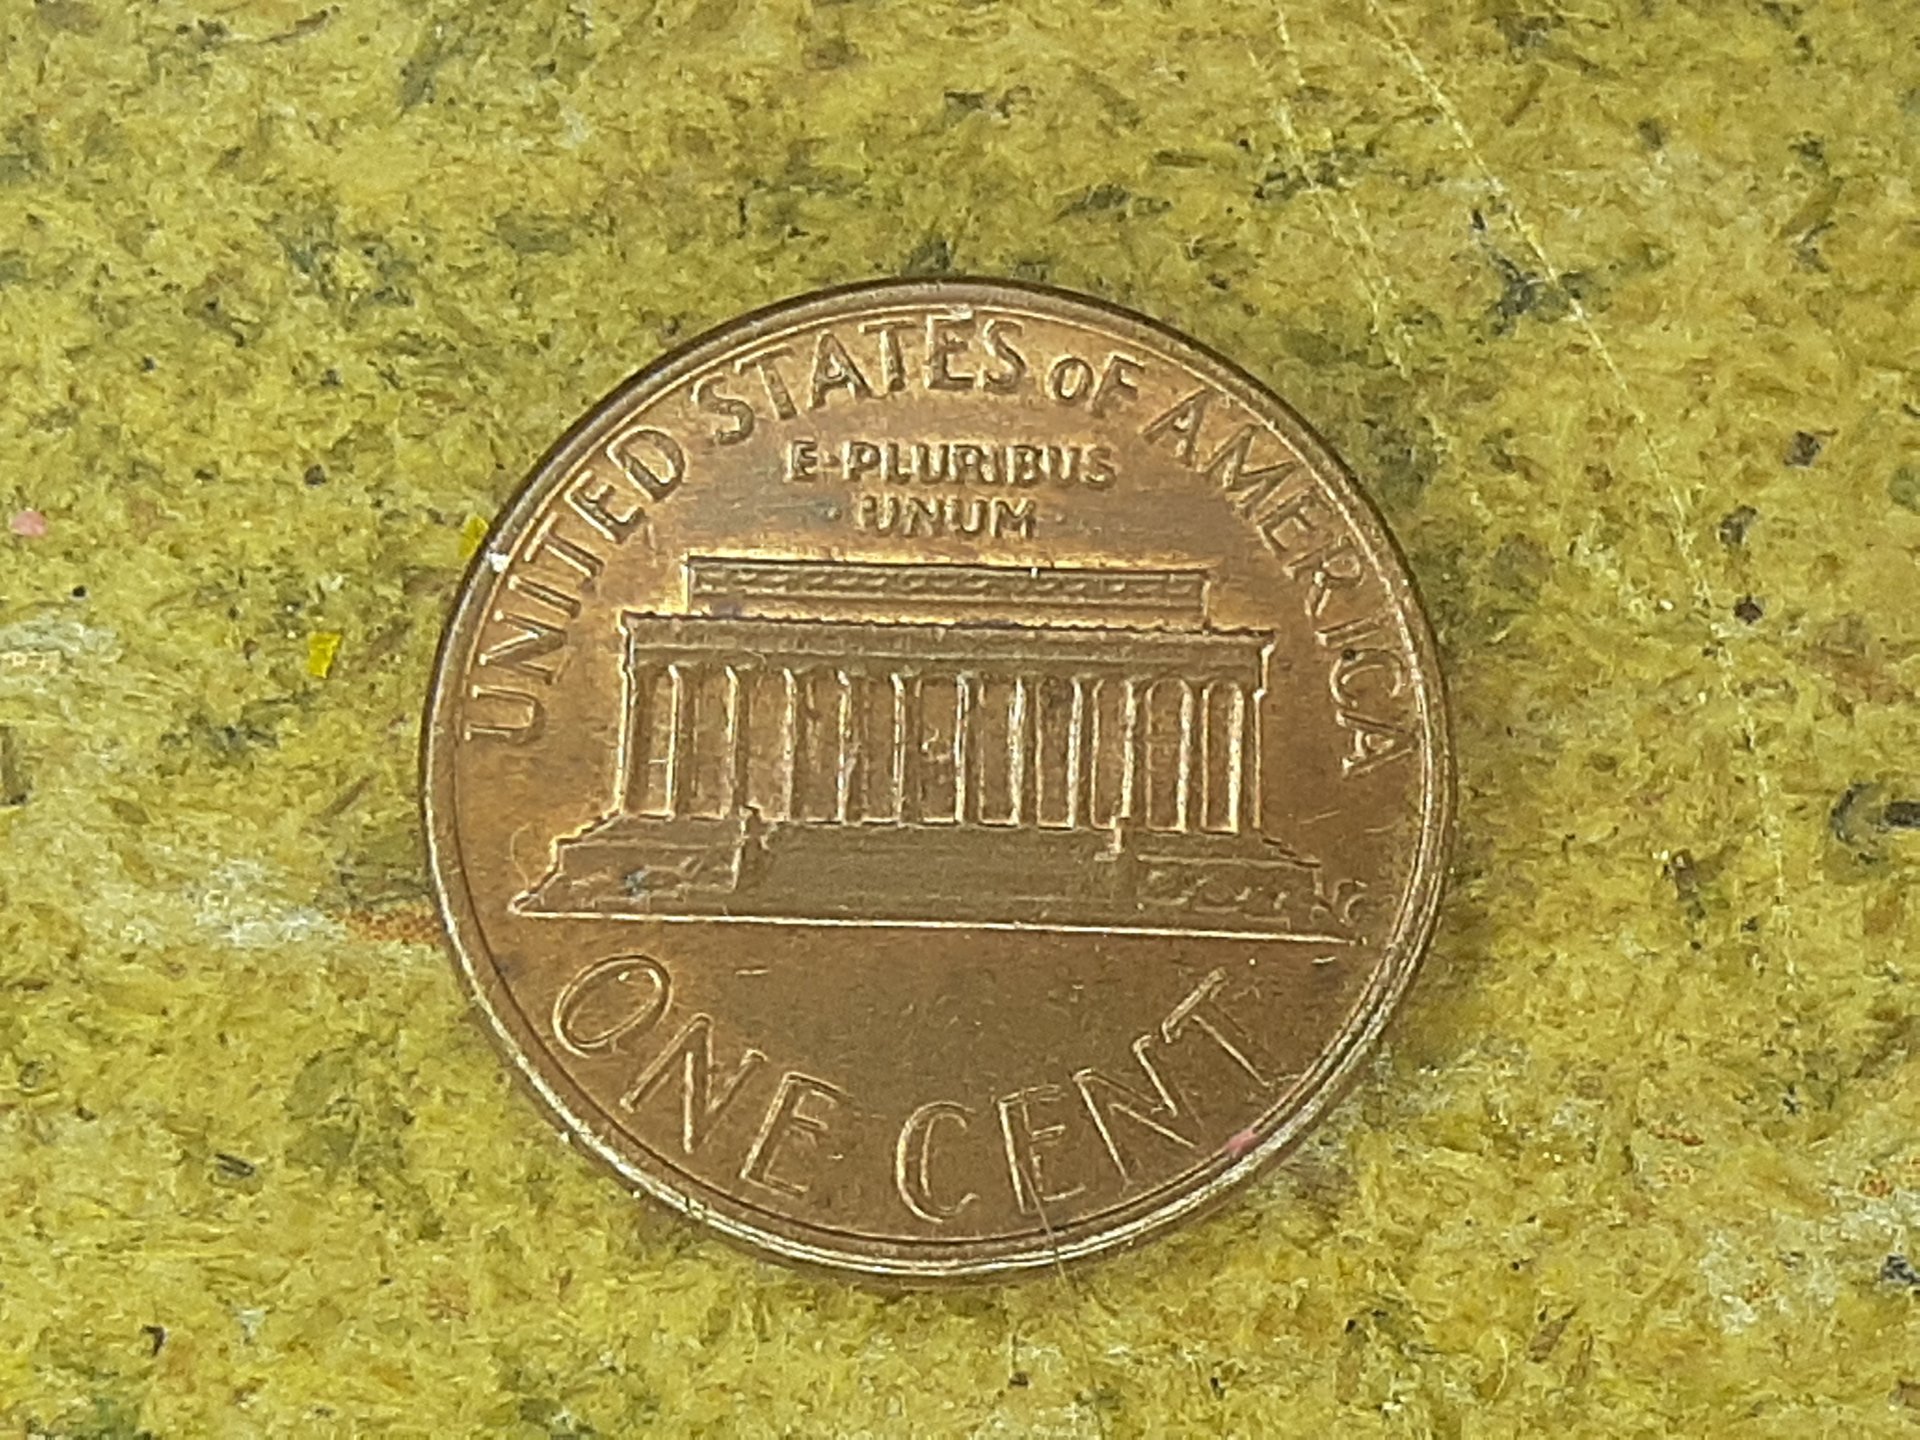 UNITED STATES OF AMERICA
E·PLURIBUS
·UNUM·
ONE CENT